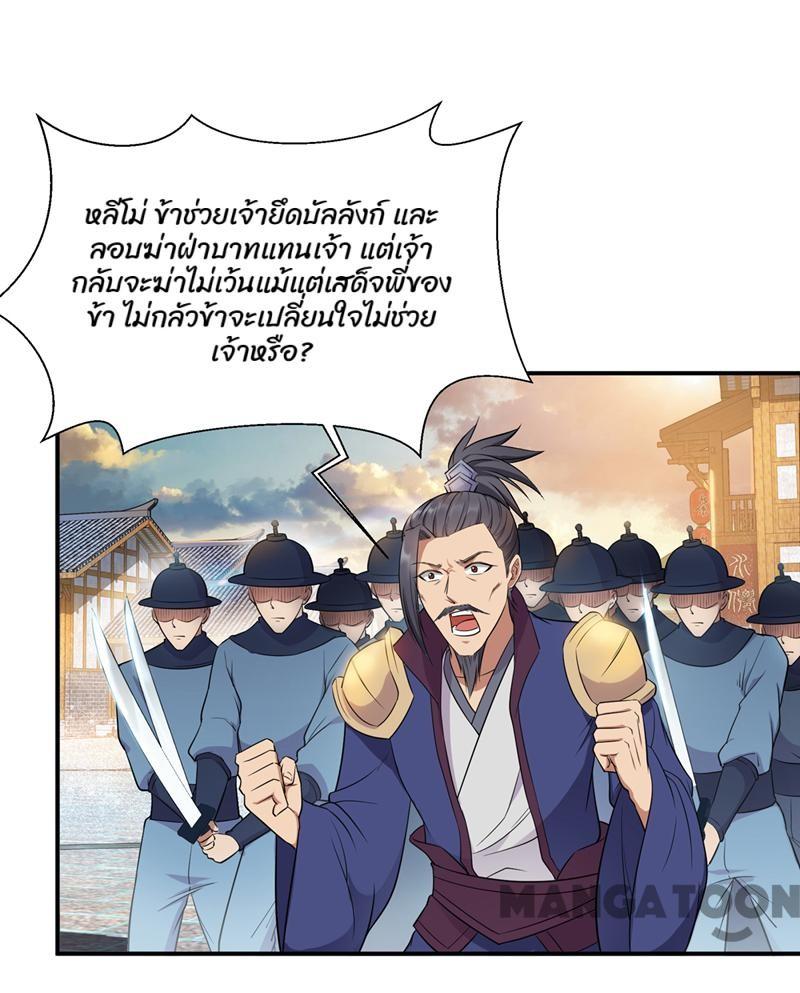 หลีโม่ ข้าช่วยเจ้ายึดบัลลังก์ และ
ลอบฆ่าฝ่าบาทแทนเจ้า แต่เจ้า
กลับจะฆ่าไม่เว้นแม้แต่เสด็จพี่ของ
ข้า ไม่กลัวข้าจะเปลี่ยนใจไม่ช่วย
เจ้าหรือ?
MANGATOON